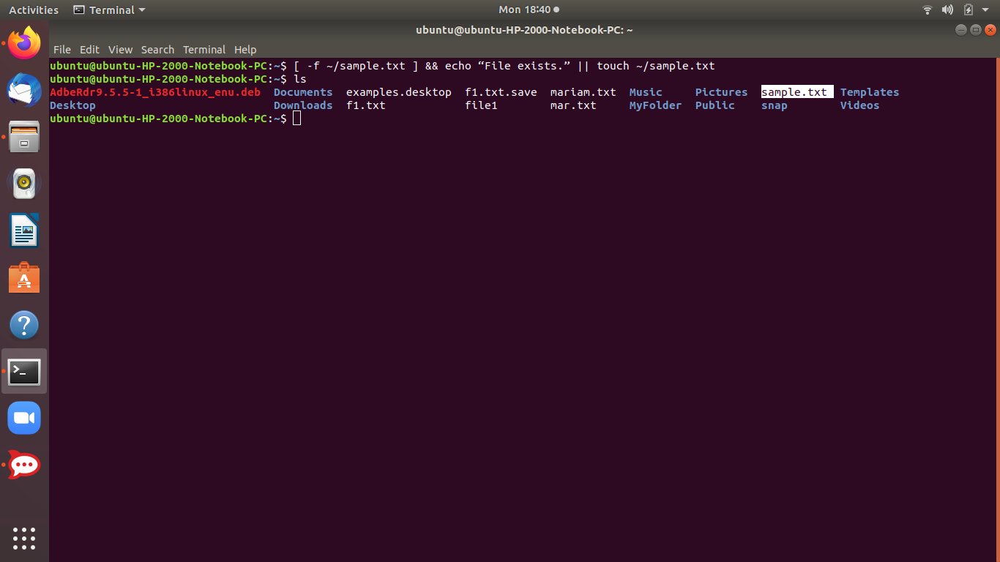 Activities Terminal Mon 18:40
ubuntu@ubuntu-HP-2000-Notebook-PC: ~
File Edit View Search Terminal Help
ubuntu@ubuntu-HP-2000-Notebook-PC:~$ [ -f ~/sample.txt ] && echo “File exists.” || touch ~/sample.txt
ubuntu@ubuntu-HP-2000-Notebook-PC:~$ ls
AdbeRdr9.5.5-1_i386linux_enu.deb Documents examples.desktop f1.txt.save mariam.txt Music Pictures sample.txt Templates
Desktop Downloads f1.txt file1 mar.txt MyFolder Public snap Videos
ubuntu@ubuntu-HP-2000-Notebook-PC:~$